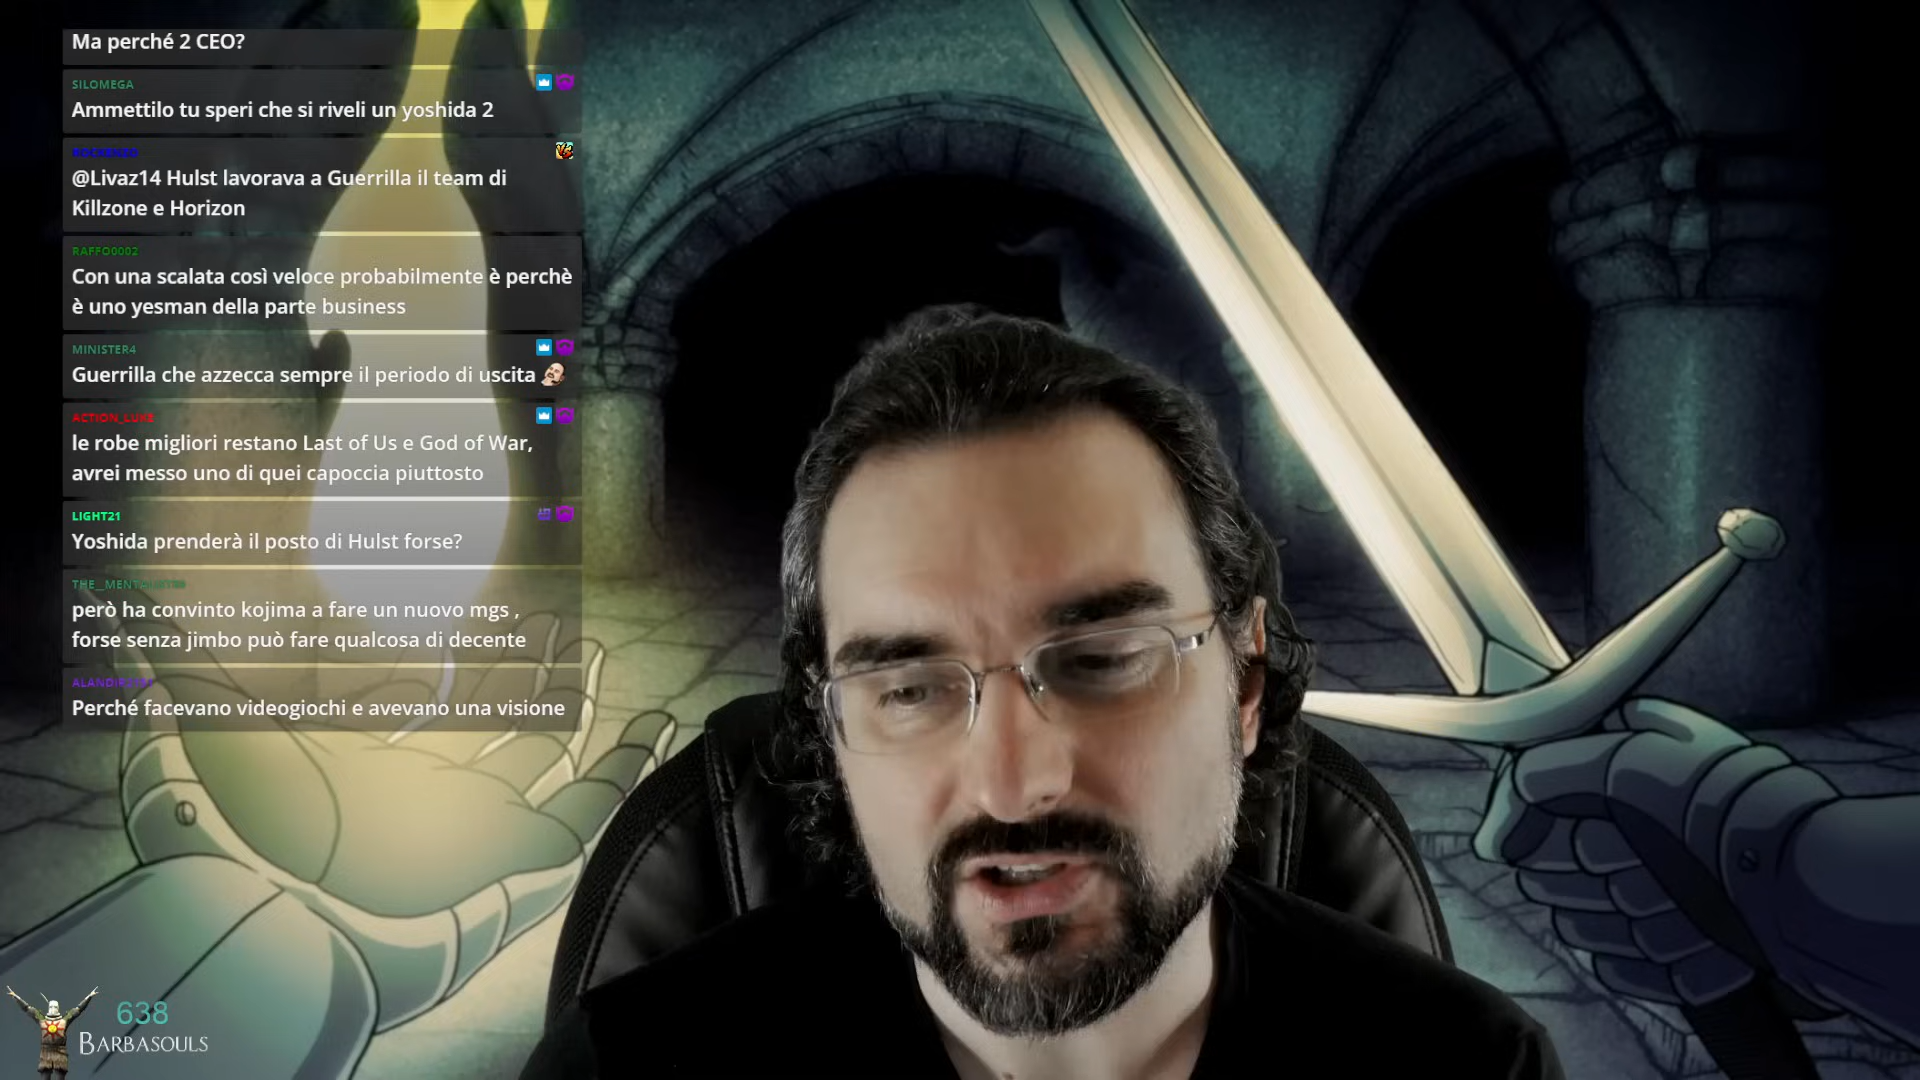 Ma perché 2 CEO?
SILOMEGA
Ammettilo tu speri che si riveli un yoshida 2
@Livaz14 Hulst lavorava a Guerrilla il team di
Killzone e Horizon
RAFFO0002
Con una scalata così veloce probabilmente è perchè
è uno yesman della parte business
MINISTER4
Guerrilla che azzecca sempre il periodo di uscita
ACTION_LUKE
le robe migliori restano Last of Us e God of War,
avrei messo uno di quei capoccia piuttosto
LIGHT21
Yoshida prenderà il posto di Hulst forse?
però ha convinto kojima a fare un nuovo mgs ,
forse senza jimbo può fare qualcosa di decente
Perché facevano videogiochi e avevano una visione
638
BARBASOULS